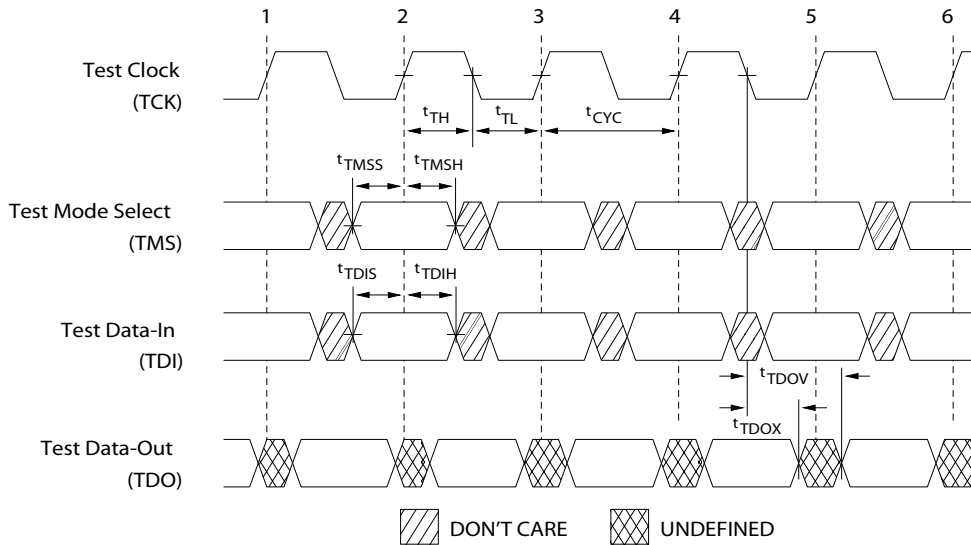 1 2 3 4 5 6
Test Clock
(TCK)
tTH tTL tCYC
tTMSS tTMSH
Test Mode Select
(TMS)
tTDIS tTDIH
Test Data-In
(TDI)
tTDOV
tTDOX
Test Data-Out
(TDO)
DON'T CARE UNDEFINED